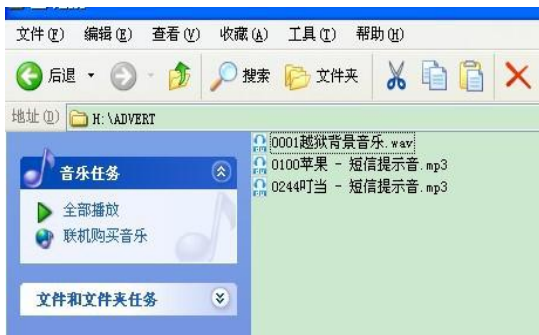 文件(F) 编辑(E) 查看(V) 收藏(A) 工具(T) 帮助(H)
后退 搜索 文件夹
地址(D) H:\ADVERT
0001越狱背景音乐.wav
0100苹果 - 短信提示音.mp3
0244叮当 - 短信提示音.mp3
音乐任务
全部播放
联机购买音乐
文件和文件夹任务